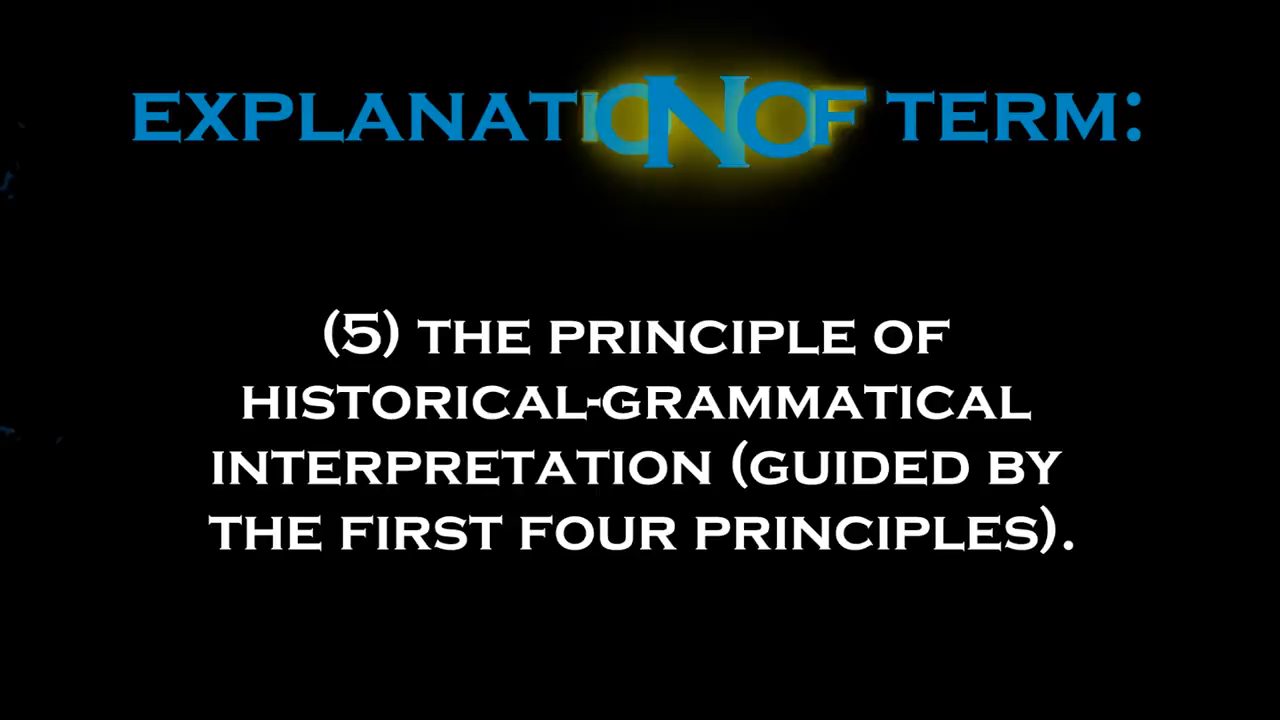 EXPLANATION OF TERM:
(5) THE PRINCIPLE OF
HISTORICAL-GRAMMATICAL
INTERPRETATION (GUIDED BY
THE FIRST FOUR PRINCIPLES).